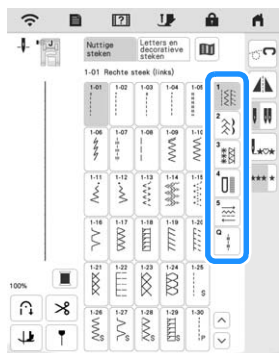 J
Nuttige steken
Letters en decoratieve steken
1-01 Rechte steek (links)
1-01 1-02 1-03 1-04 1-05
1-06 1-07 1-08 1-09 1-10
1-11 1-12 1-13 1-14 1-15
1-16 1-17 1-18 1-19 1-20
1-21 1-22 1-23 1-24 1-25
S
1-26 1-27 1-28 1-29 1-30
S S S S P
1
2
3
4
5
Q
100%